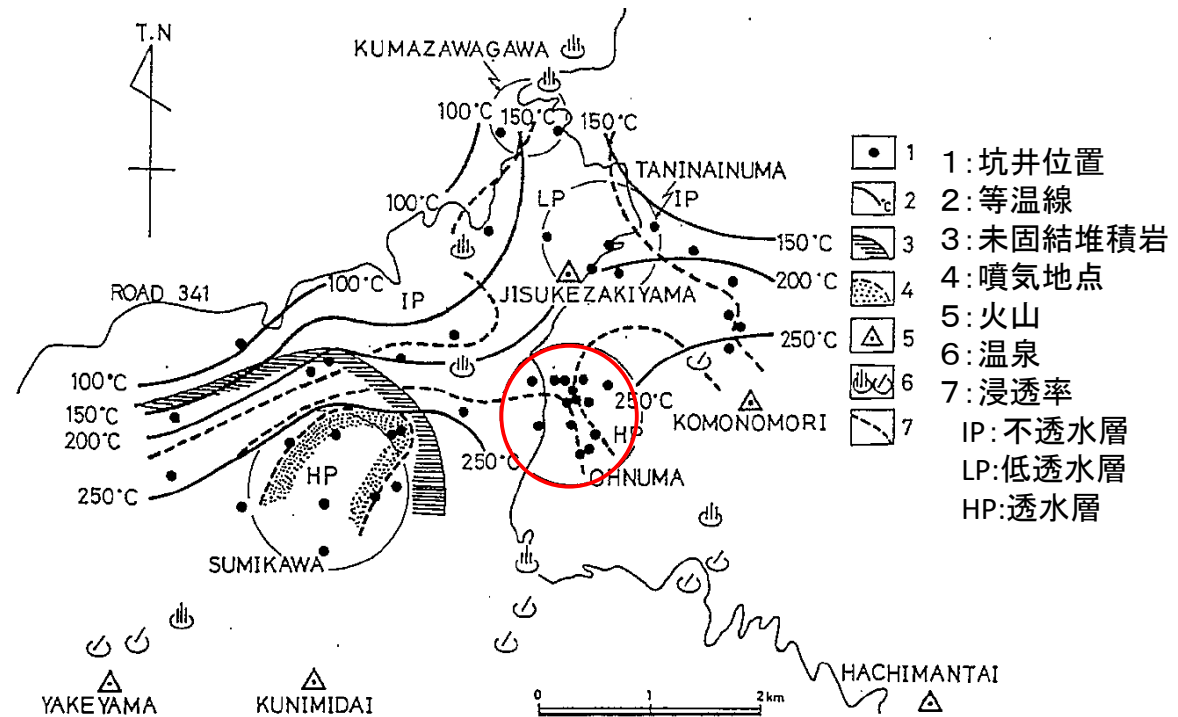 T.N
KUMAZAWAGAWA
100°C
150°C
150°C
TANINAINUMA
LP
IP
100°C
150°C
200°C
JISUKEZAKIYAMA
ROAD 341
100°C
IP
250°C
100°C
150°C
200°C
250°C
250°C
KOMONOMORI
HP
250°C
OHNUMA
HP
SUMIKAWA
YAKEYAMA
KUNIMIDAI
HACHIMANTAI
0 1 2km
1
°C 2
3
4
5
6
7
1:坑井位置
2:等温線
3:未固結堆積岩
4:噴気地点
5:火山
6:温泉
7:浸透率
IP:不透水層
LP:低透水層
HP:透水層